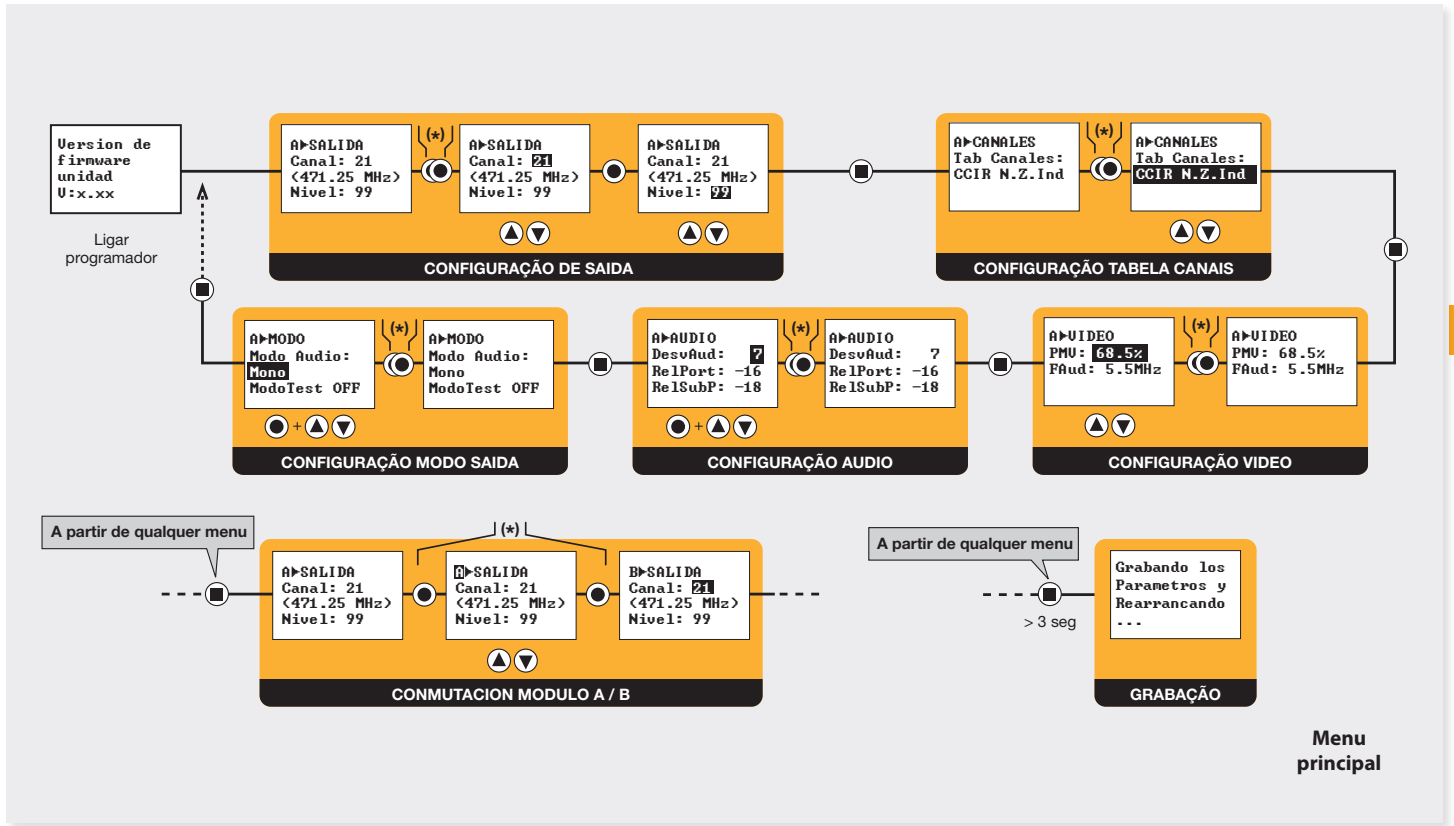 Version de
firmware
unidad
V:x.xx
Ligar
programador
A▶SALIDA
Canal: 21
(471.25 MHz)
Nivel: 99
(*)
A▶SALIDA
Canal: 21
(471.25 MHz)
Nivel: 99
A▶SALIDA
Canal: 21
(471.25 MHz)
Nivel: 99
CONFIGURAÇÃO DE SAIDA
A▶CANALES
Tab Canales:
CCIR N.Z.Ind
(*)
A▶CANALES
Tab Canales:
CCIR N.Z.Ind
CONFIGURAÇÃO TABELA CANAIS
A▶MODO
Modo Audio:
Mono
ModoTest OFF
(*)
A▶MODO
Modo Audio:
Mono
ModoTest OFF
+
CONFIGURAÇÃO MODO SAIDA
A▶AUDIO
DesvAud: 7
RelPort: -16
RelSubP: -18
(*)
A▶AUDIO
DesvAud: 7
RelPort: -16
RelSubP: -18
+
CONFIGURAÇÃO AUDIO
A▶VIDEO
PMV: 68.5%
FAud: 5.5MHz
(*)
A▶VIDEO
PMV: 68.5%
FAud: 5.5MHz
CONFIGURAÇÃO VIDEO
A partir de qualquer menu
A▶SALIDA
Canal: 21
(471.25 MHz)
Nivel: 99
(*)
A▶SALIDA
Canal: 21
(471.25 MHz)
Nivel: 99
B▶SALIDA
Canal: 21
(471.25 MHz)
Nivel: 99
CONMUTACION MODULO A / B
A partir de qualquer menu
> 3 seg
Grabando los
Parametros y
Rearrancando
...
GRABAÇÃO
Menu
principal